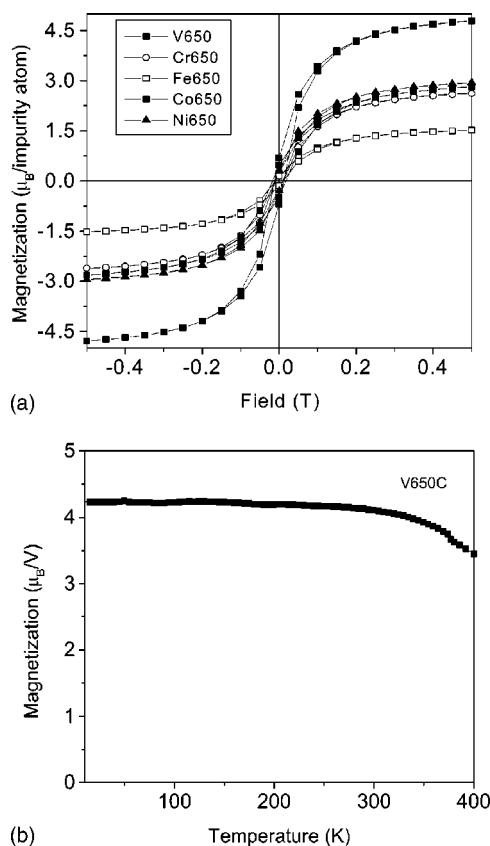 4.5
3.0
1.5
0.0
-1.5
-3.0
-4.5
Magnetization (μB/impurity atom)
V650
Cr650
Fe650
Co650
Ni650
-0.4
-0.2
0.0
0.2
0.4
Field (T)
(a)
5
4
3
2
1
0
Magnetization (μB/V)
V650C
100
200
300
400
Temperature (K)
(b)